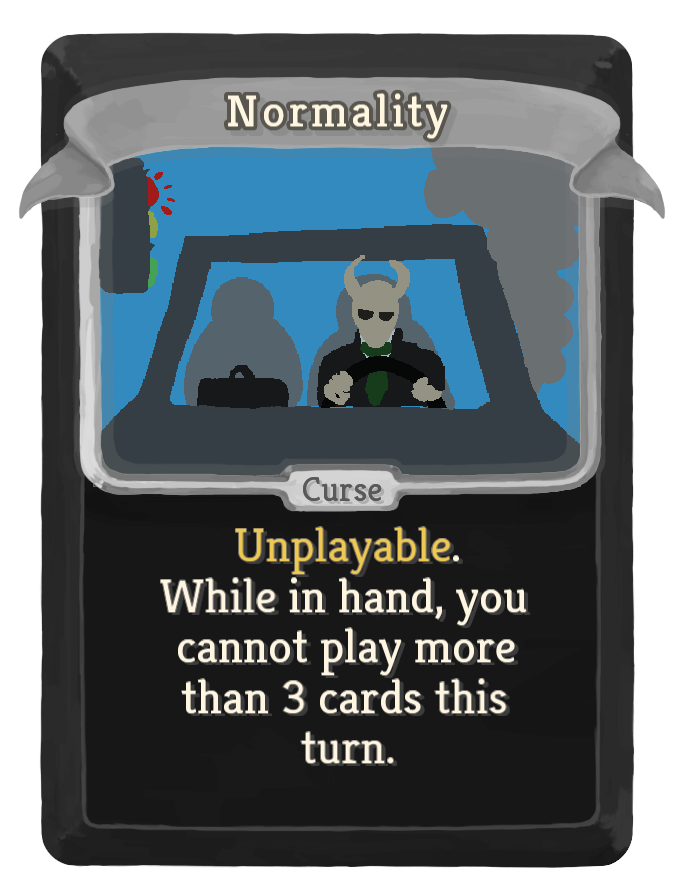 Normality
Curse
Unplayable.
While in hand, you
cannot play more
than 3 cards this
turn.